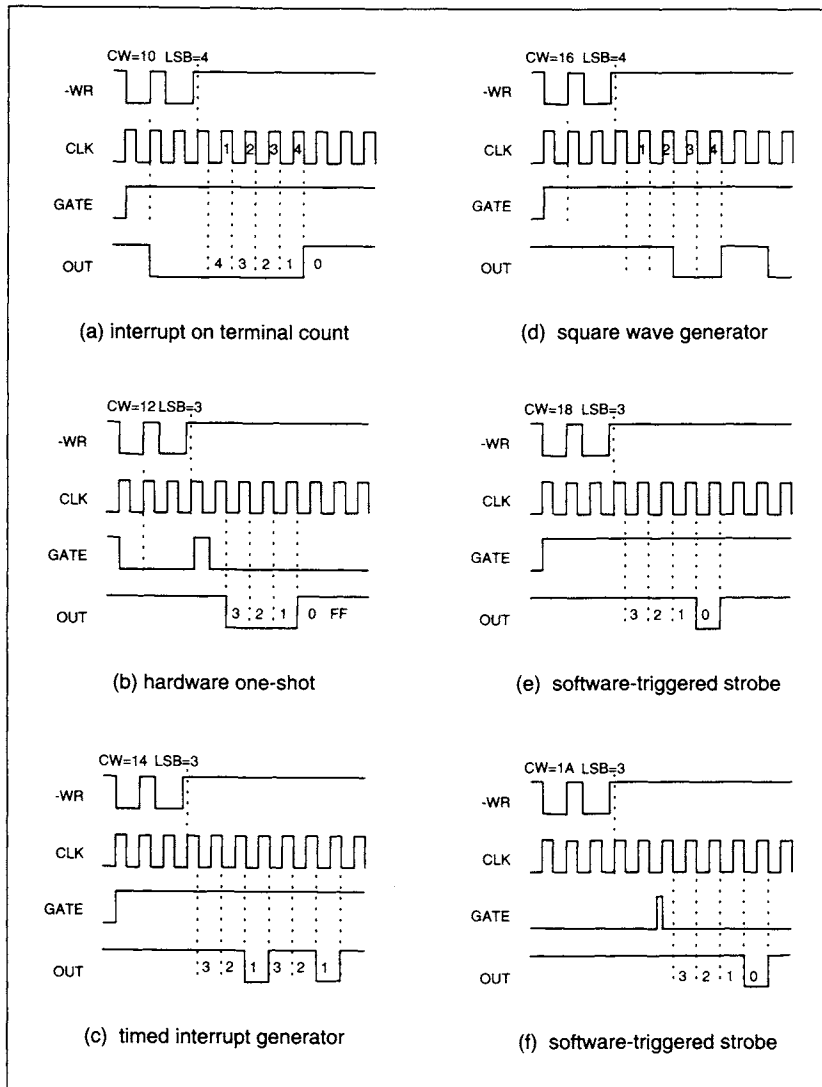 CW=10 LSB=4
-WR
CLK
1 2 3 4
GATE
OUT
4 3 2 1 0
(a) interrupt on terminal count
CW=12 LSB=3
-WR
CLK
GATE
OUT
3 2 1 0 FF
(b) hardware one-shot
CW=14 LSB=3
-WR
CLK
GATE
OUT
3 2 1 3 2 1
(c) timed interrupt generator
CW=16 LSB=4
-WR
CLK
1 2 3 4
GATE
OUT
(d) square wave generator
CW=18 LSB=3
-WR
CLK
GATE
OUT
3 2 1 0
(e) software-triggered strobe
CW=1A LSB=3
-WR
CLK
GATE
OUT
3 2 1 0
(f) software-triggered strobe